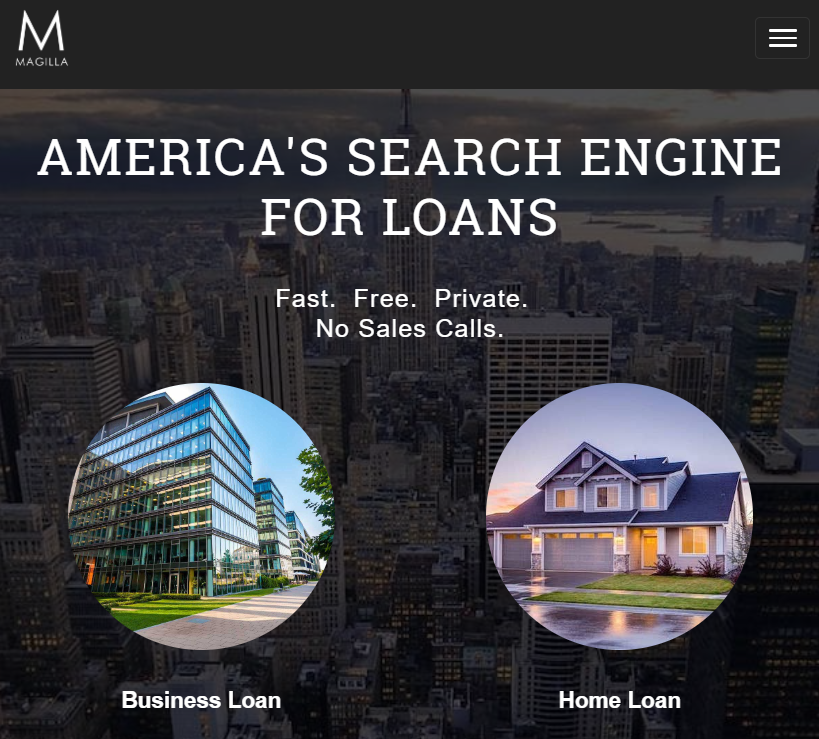 M
MAGILLA
AMERICA'S SEARCH ENGINE
FOR LOANS
Fast. Free. Private.
No Sales Calls.
Business Loan
Home Loan